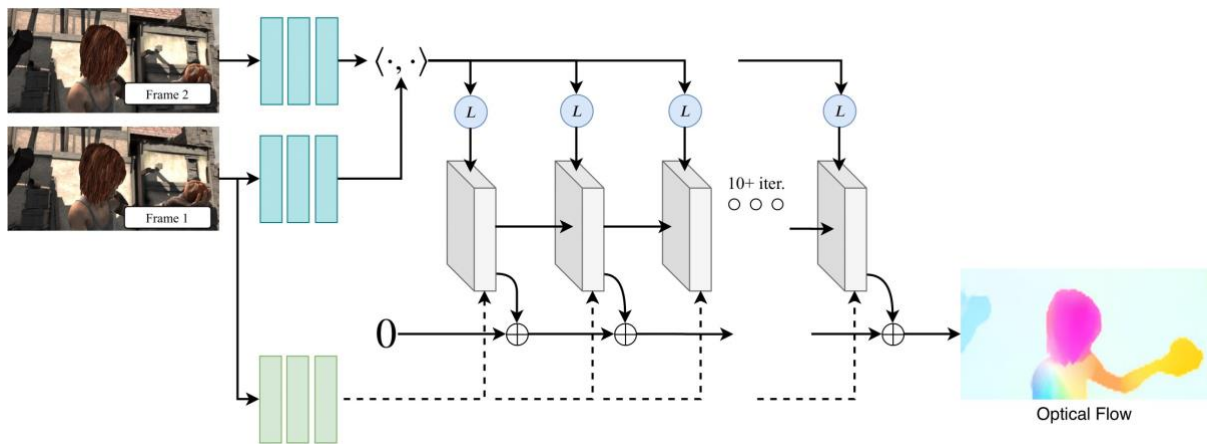 Frame 2
⟨·,·⟩
L L L L
Frame 1
10+ iter.
0
Optical Flow